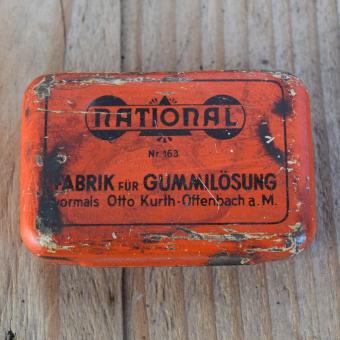 NATIONAL
Nr. 163
FABRIK FÜR GUMMILÖSUNG
vormals Otto Kurth-Offenbach a. M.